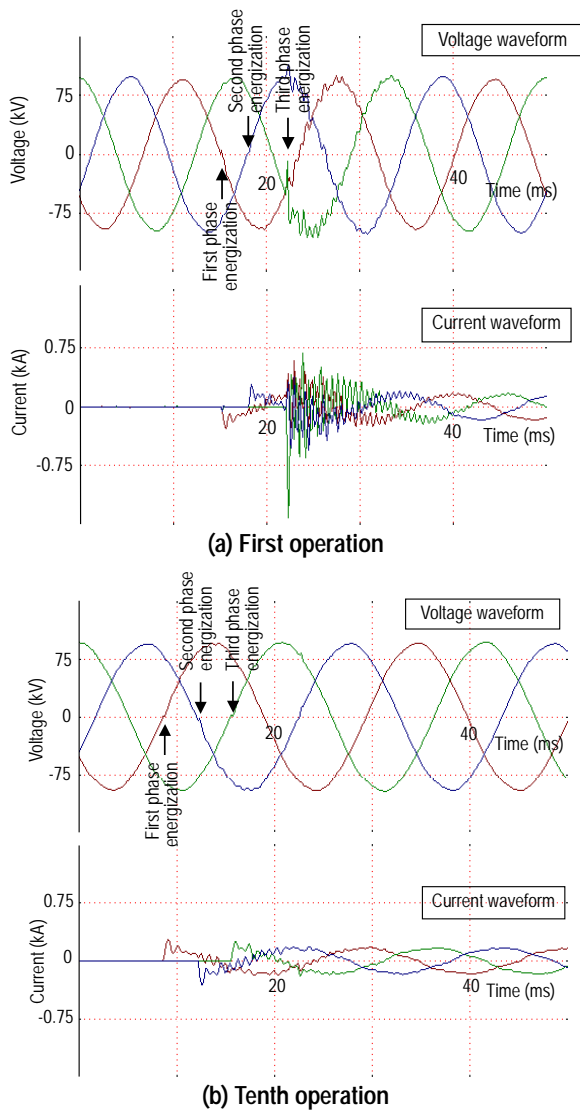 Voltage waveform
Second phase
energization
Third phase
energization
Voltage (kV)
75
0
-75
20
40
Time (ms)
First phase
energization
Current waveform
Current (kA)
0.75
0
-0.75
20
40
Time (ms)
(a) First operation
Voltage waveform
Second phase
energization
Third phase
energization
Voltage (kV)
75
0
-75
20
40
Time (ms)
First phase
energization
Current waveform
Current (kA)
0.75
0
-0.75
20
40
Time (ms)
(b) Tenth operation